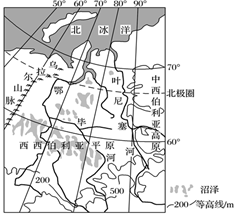 50° 60° 70° 80° 90°
北冰洋
70°
北极圈
60°
乌拉尔山脉
鄂毕河
叶尼塞河
中西伯利亚高原
西西伯利亚平原
200
500
沼泽
200 等高线/m